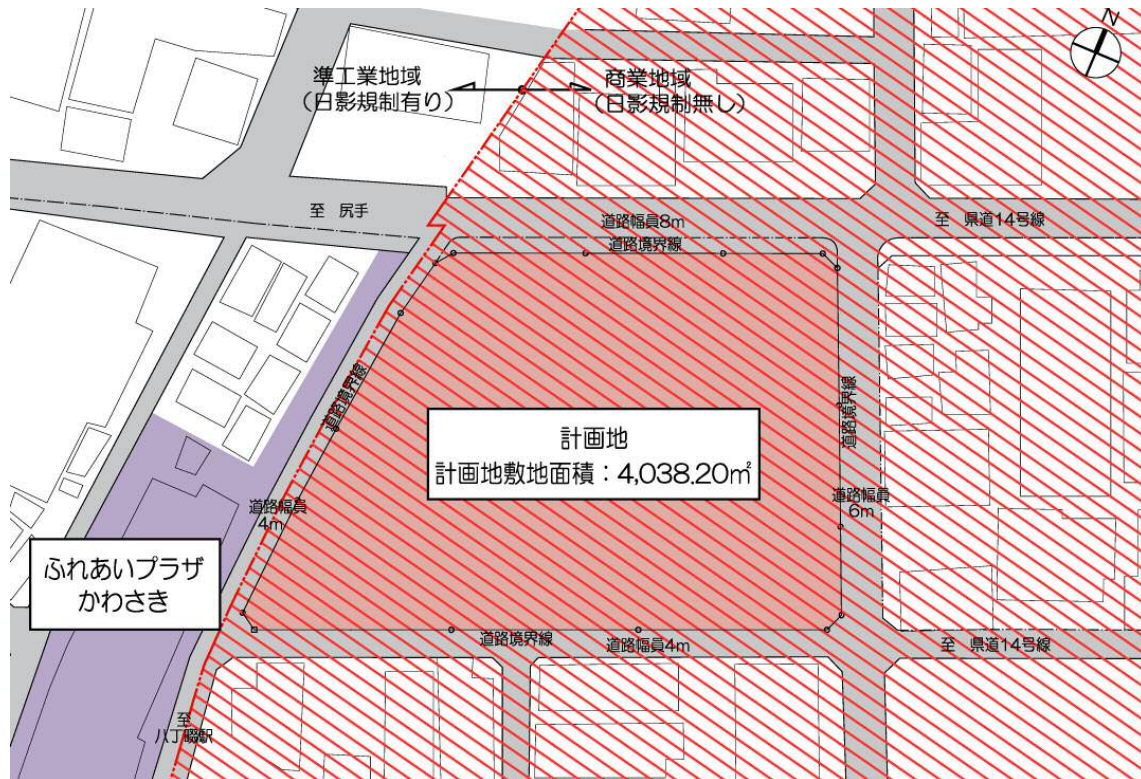 N
準工業地域
(日影規制有り)
商業地域
(日影規制無し)
至 尻手
道路幅員8m
至 県道14号線
道路境界線
道路境界線
道路境界線
計画地
計画地敷地面積：4,038.20㎡
道路幅員
4m
道路幅員
6m
ふれあいプラザ
かわさき
道路境界線
道路幅員4m
至 県道14号線
至
八丁畷駅